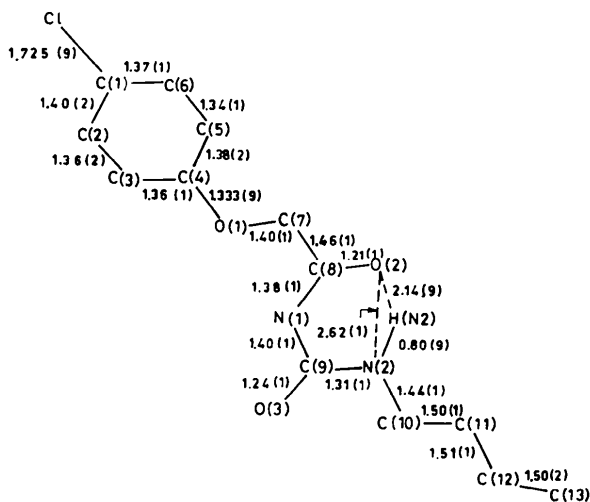 Cl
1.725 (9)
1.37(1)
C(1) C(6)
1.40(2) 1.34(1)
C(2) C(5)
1.36(2) 1.38(2)
C(3) C(4)
1.36 (1) 1.333(9)
O(1) C(7)
1.40(1)
1.46(1) 1.21(1)
C(8) O(2)
1.38(1) 2.14(9)
N(1) 2.62(1) H(N2)
1.40(1) 0.80(9)
C(9) N(2)
1.24(1) 1.31(1) 1.44(1)
O(3) C(10) 1.50(1) C(11)
1.51(1)
C(12) 1.50(2) C(13)